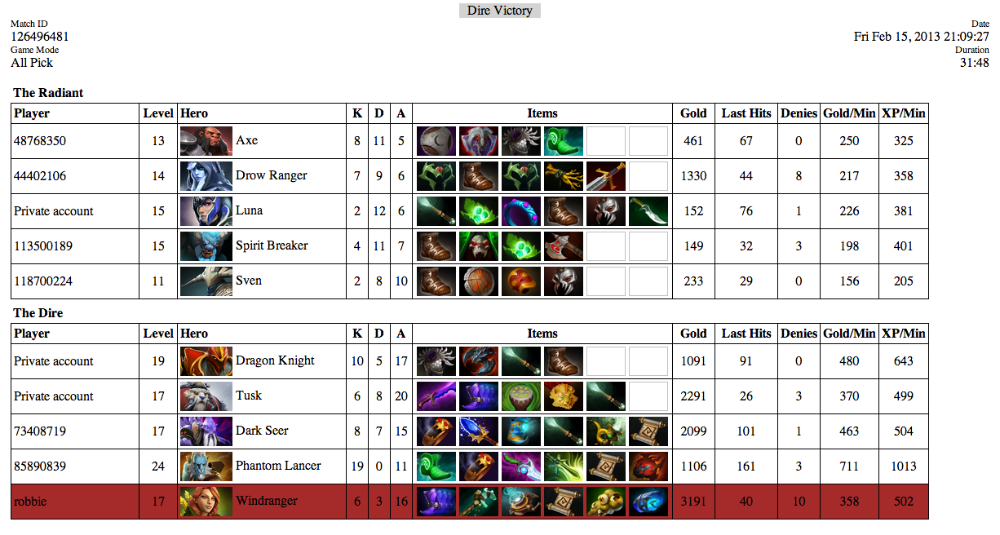 Dire Victory
Match ID
Date
126496481
Fri Feb 15, 2013 21:09:27
Game Mode
Duration
All Pick
31:48
The Radiant
Player Level Hero K D A Items Gold Last Hits Denies Gold/Min XP/Min
48768350 13 Axe 8 11 5 461 67 0 250 325
44402106 14 Drow Ranger 7 9 6 1330 44 8 217 358
Private account 15 Luna 2 12 6 152 76 1 226 381
113500189 15 Spirit Breaker 4 11 7 149 32 3 198 401
118700224 11 Sven 2 8 10 233 29 0 156 205
The Dire
Player Level Hero K D A Items Gold Last Hits Denies Gold/Min XP/Min
Private account 19 Dragon Knight 10 5 17 1091 91 0 480 643
Private account 17 Tusk 6 8 20 2291 26 3 370 499
73408719 17 Dark Seer 8 7 15 2099 101 1 463 504
85890839 24 Phantom Lancer 19 0 11 1106 161 3 711 1013
robbie 17 Windranger 6 3 16 3191 40 10 358 502